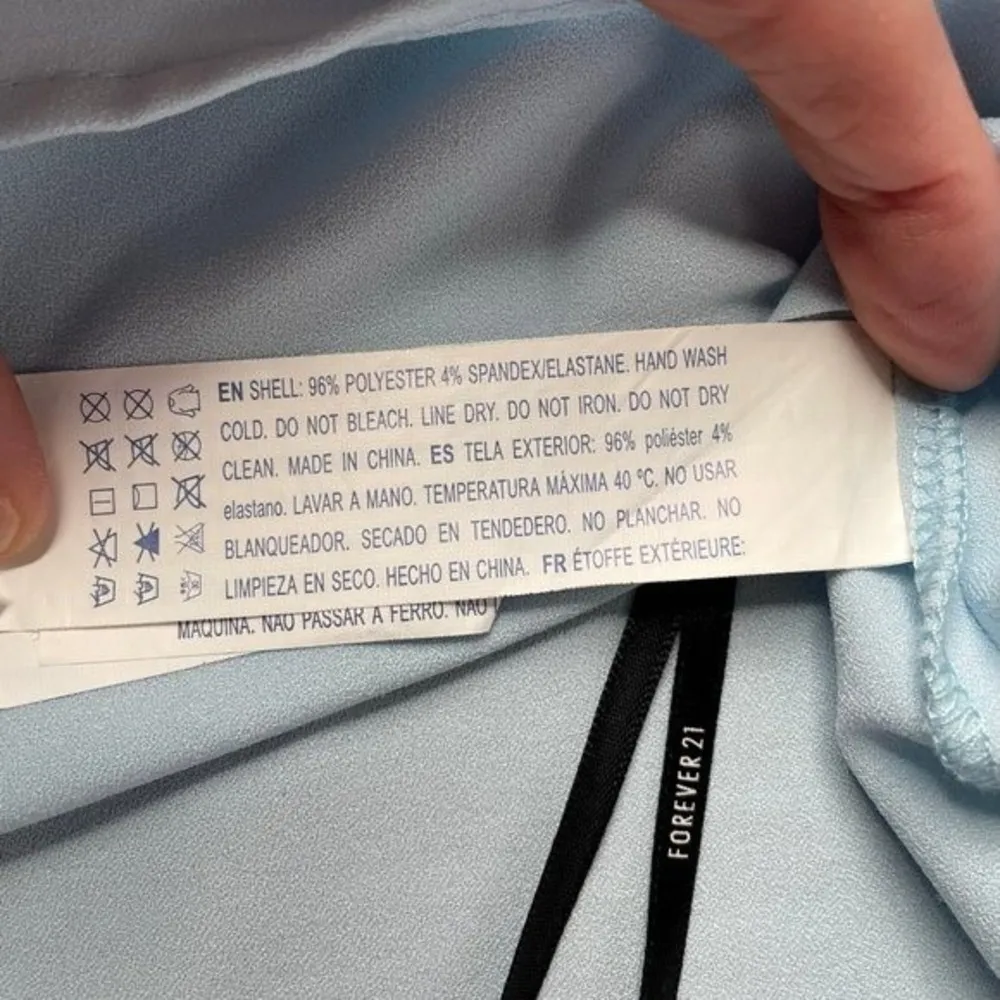 EN SHELL: 96% POLYESTER 4% SPANDEX/ELASTANE. HAND WASH
COLD. DO NOT BLEACH. LINE DRY. DO NOT IRON. DO NOT DRY
CLEAN. MADE IN CHINA. ES TELA EXTERIOR: 96% poliéster 4%
elastano. LAVAR A MANO. TEMPERATURA MÁXIMA 40 ºC. NO USAR
BLANQUEADOR. SECADO EN TENDEDERO. NO PLANCHAR. NO
LIMPIEZA EN SECO. HECHO EN CHINA. FR ÉTOFFE EXTÉRIEURE:
MÁQUINA. NÃO PASSAR A FERRO. NÃO
FOREVER 21